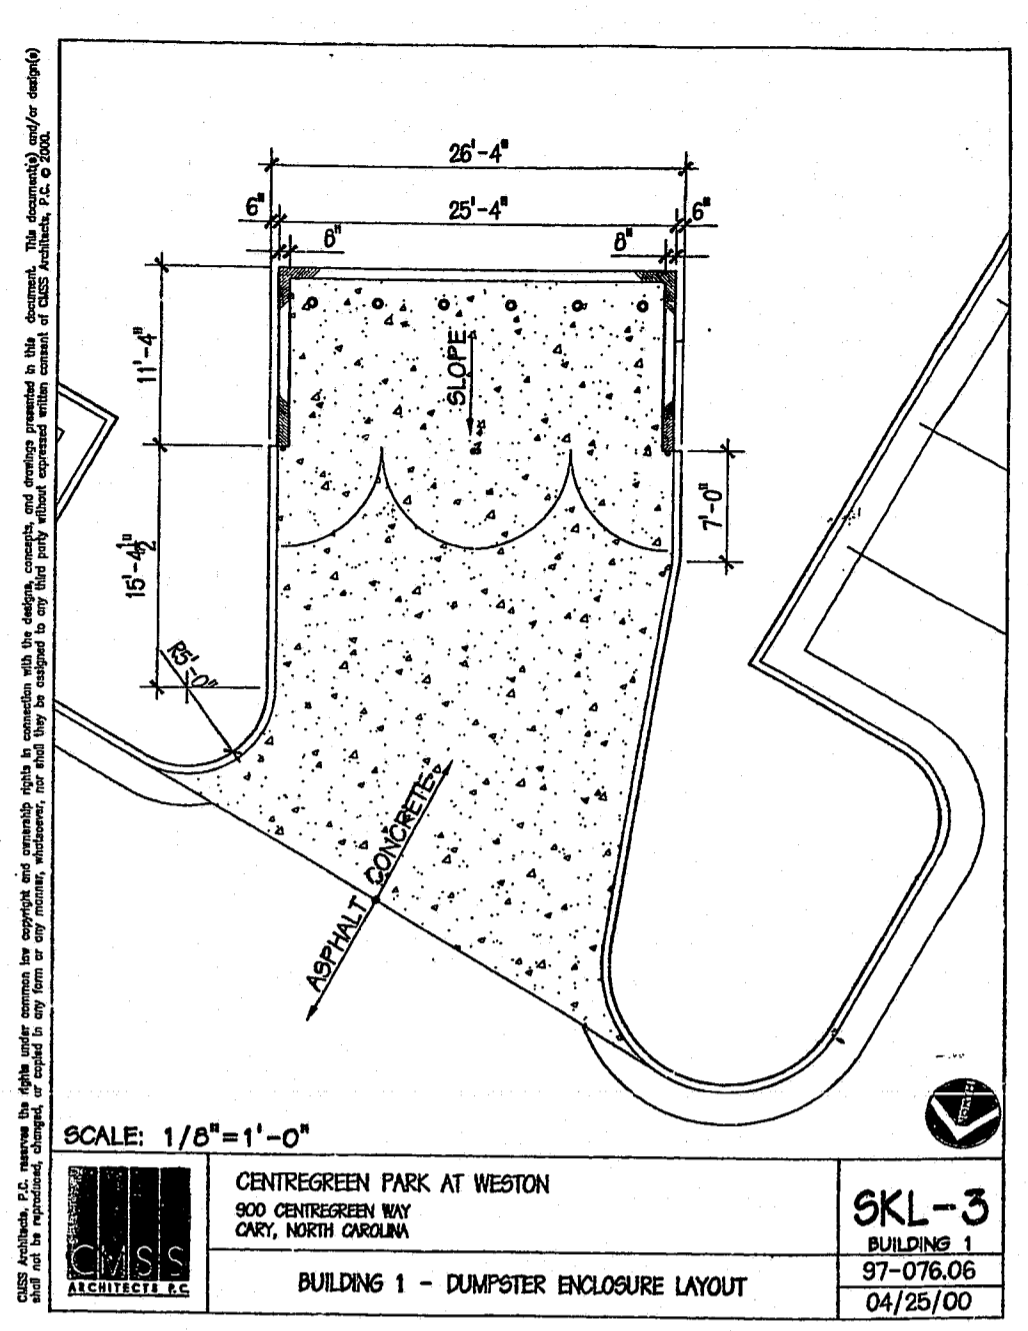 CMSS Architects, P.C. reserves the rights under common law copyright and ownership rights in connection with the designs, concepts, and drawings presented in this document. This document(s) and/or design(s)
shall not be reproduced, changed, or copied in any form or any manner, whatsoever, nor shall they be assigned to any third party without expressed written consent of CMSS Architects, P.C. © 2000.
26'-4"
6"
25'-4"
6"
8"
8"
11'-4"
SLOPE
7'-0"
15'-4 1/2"
R5'-0"
CONCRETE
ASPHALT
NORTH
SCALE: 1/8"=1'-0"
CMSS
ARCHITECTS P.C.
CENTREGREEN PARK AT WESTON
900 CENTREGREEN WAY
CARY, NORTH CAROLINA
BUILDING 1 - DUMPSTER ENCLOSURE LAYOUT
SKL-3
BUILDING 1
97-076.06
04/25/00